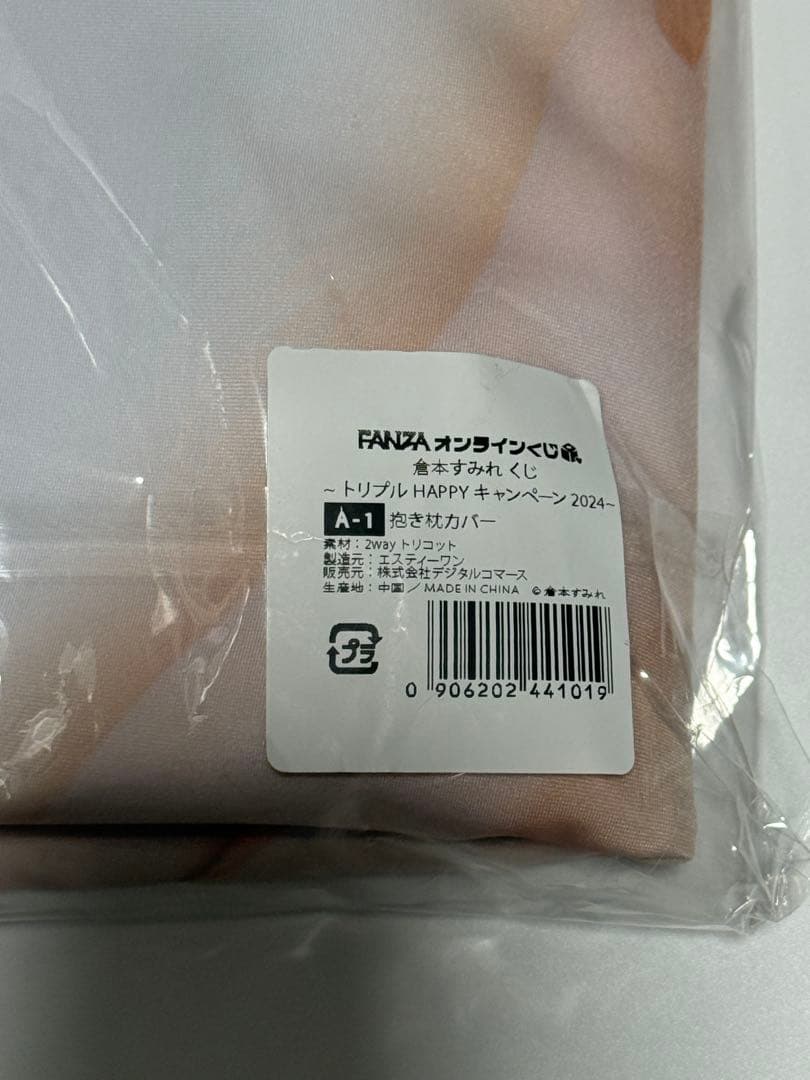 FANZA オンラインくじ
倉本すみれ くじ
~ トリプル HAPPY キャンペーン 2024~
A-1 抱き枕カバー
素材：2way トリコット
製造元：エスティーワン
販売元：株式会社デジタルコマース
生産地：中国／MADE IN CHINA © 倉本すみれ
プラ
0 906202 441019